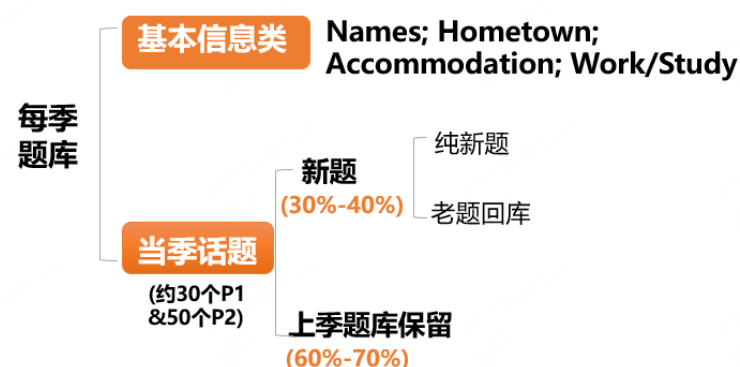 每季
题库
基本信息类
Names; Hometown;
Accommodation; Work/Study
当季话题
(约30个P1
&50个P2)
新题
(30%-40%)
纯新题
老题回库
上季题库保留
(60%-70%)